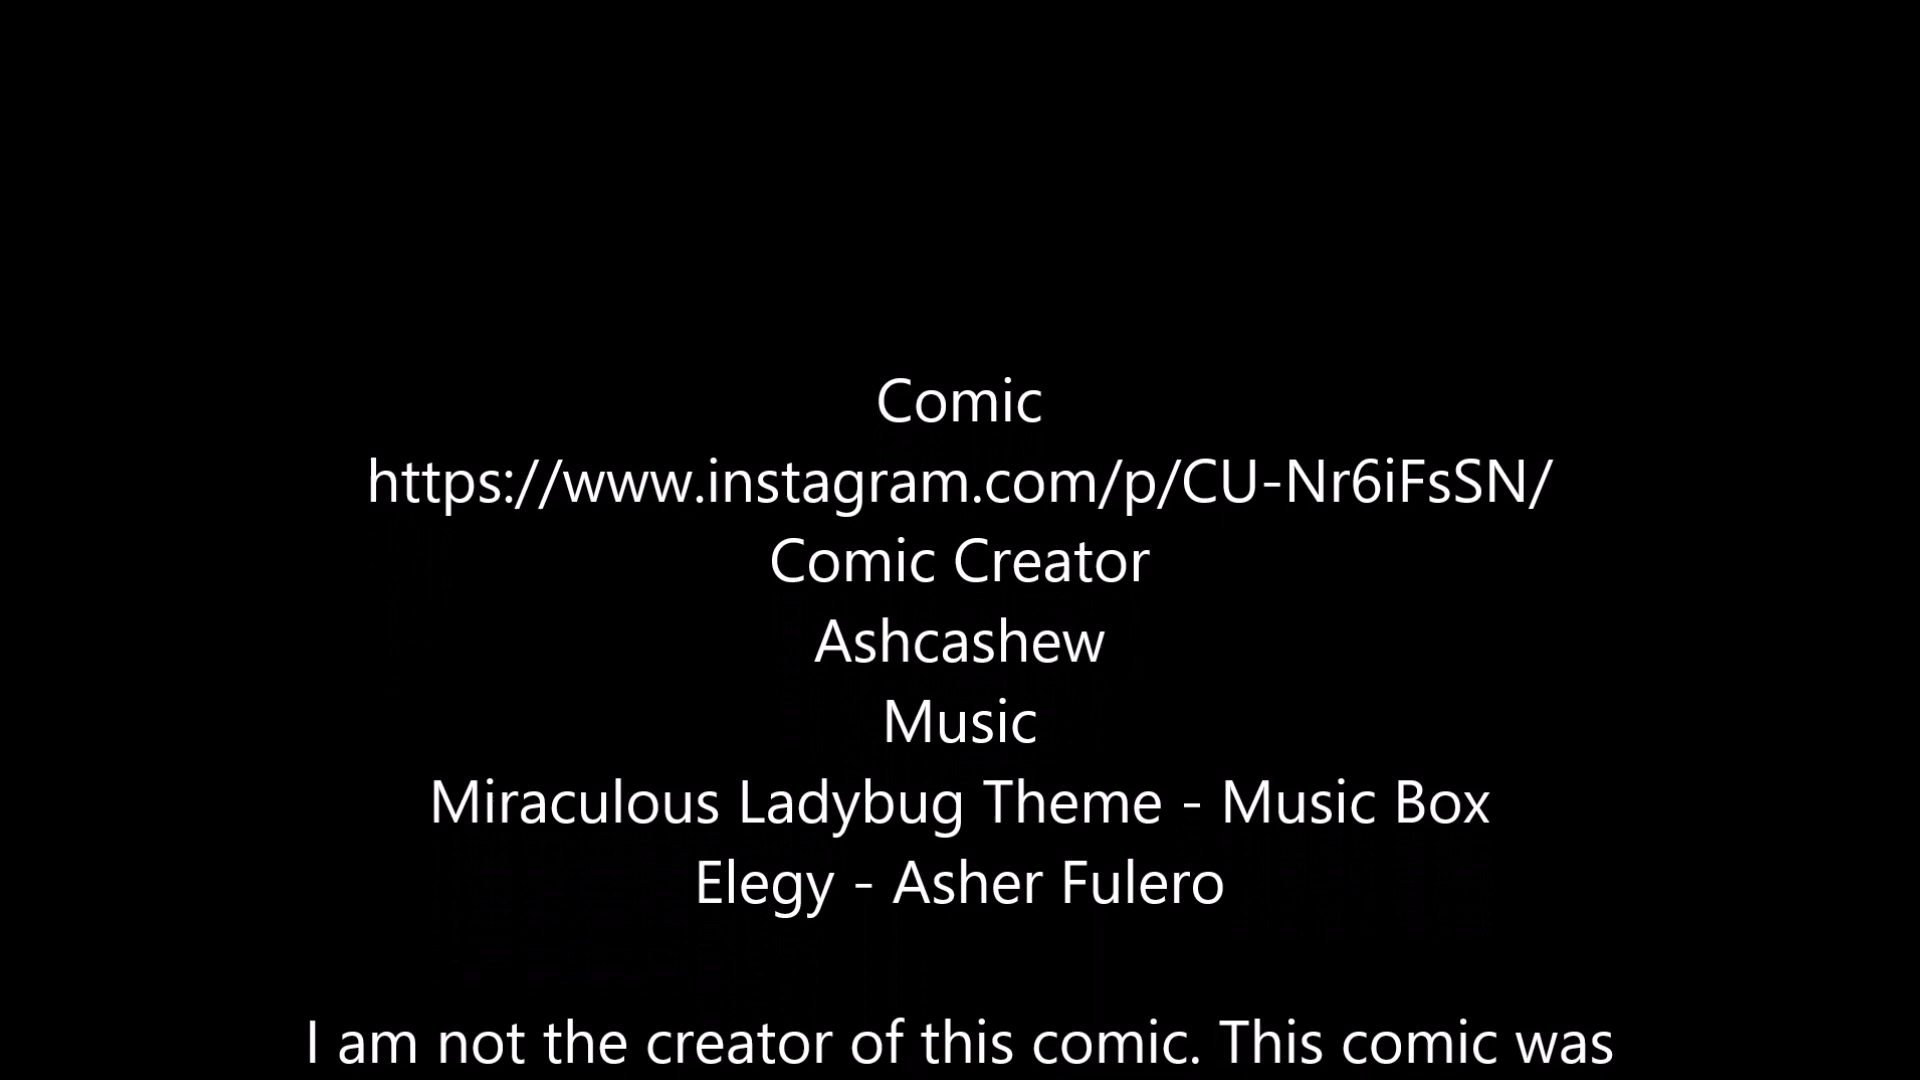 Comic
https://www.instagram.com/p/CU-Nr6iFsSN/
Comic Creator
Ashcashew
Music
Miraculous Ladybug Theme - Music Box
Elegy - Asher Fulero
I am not the creator of this comic. This comic was